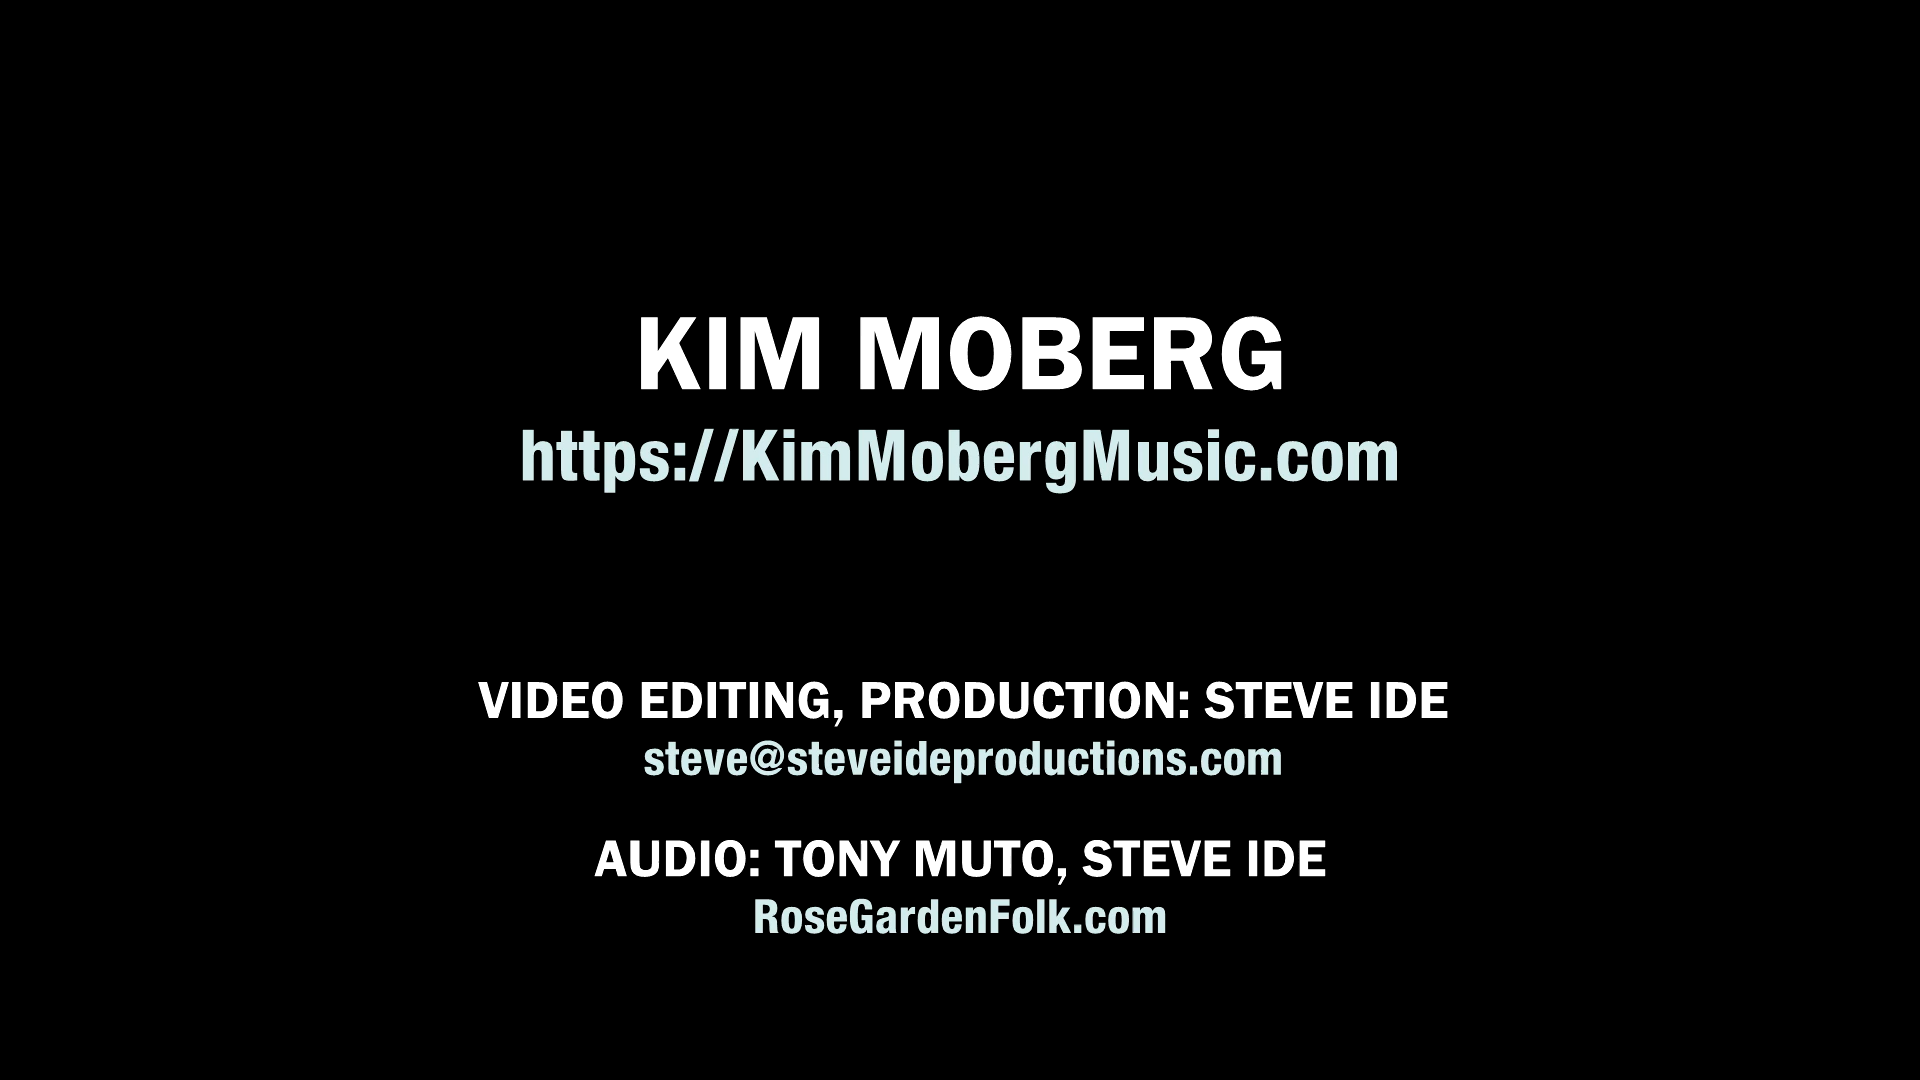 KIM MOBERG
https://KimMobergMusic.com
VIDEO EDITING, PRODUCTION: STEVE IDE
steve@steveideproductions.com
AUDIO: TONY MUTO, STEVE IDE
RoseGardenFolk.com